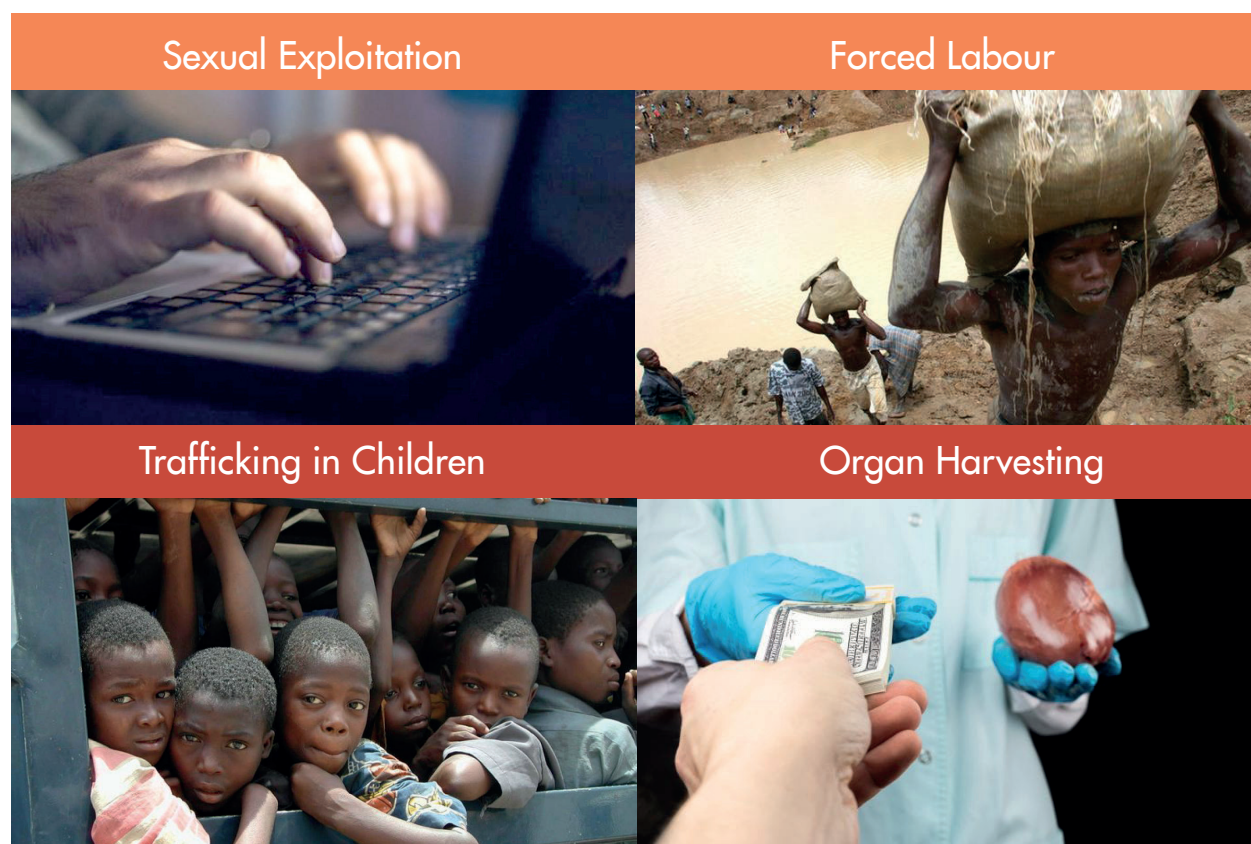 Sexual Exploitation
Forced Labour
Trafficking in Children
Organ Harvesting